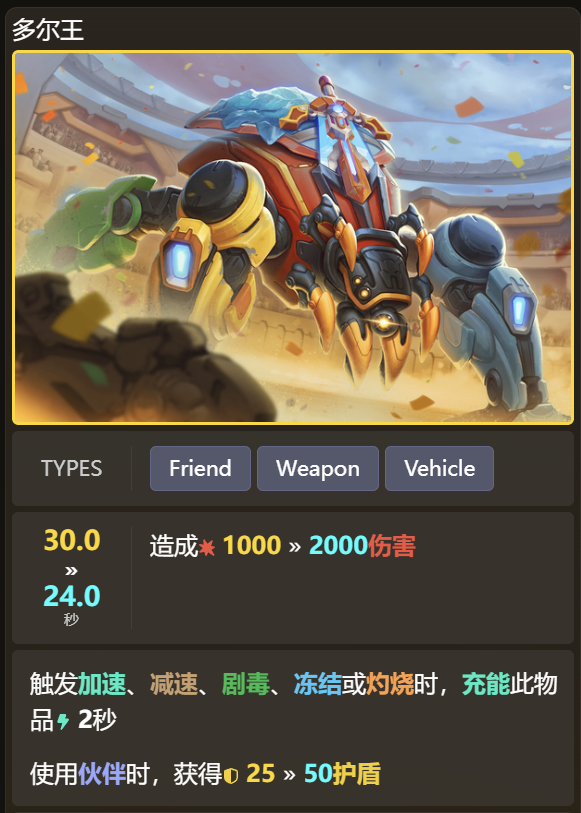 多尔王
TYPES
Friend
Weapon
Vehicle
30.0
»
24.0
秒
造成 1000 » 2000伤害
触发加速、减速、剧毒、冻结或灼烧时，充能此物
品 2秒
使用伙伴时，获得 25 » 50护盾